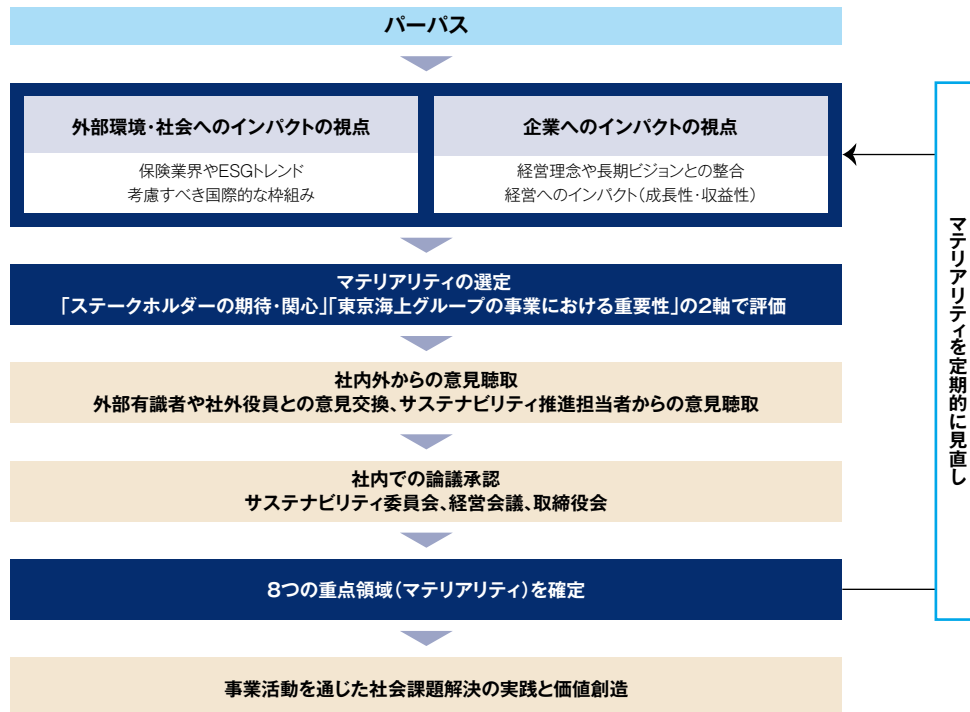 パーパス
外部環境・社会へのインパクトの視点
保険業界やESGトレンド
考慮すべき国際的な枠組み
企業へのインパクトの視点
経営理念や長期ビジョンとの整合
経営へのインパクト(成長性・収益性)
マテリアリティの選定
「ステークホルダーの期待・関心」「東京海上グループの事業における重要性」の2軸で評価
社内外からの意見聴取
外部有識者や社外役員との意見交換、サステナビリティ推進担当者からの意見聴取
社内での論議承認
サステナビリティ委員会、経営会議、取締役会
8つの重点領域(マテリアリティ)を確定
事業活動を通じた社会課題解決の実践と価値創造
マテリアリティを定期的に見直し